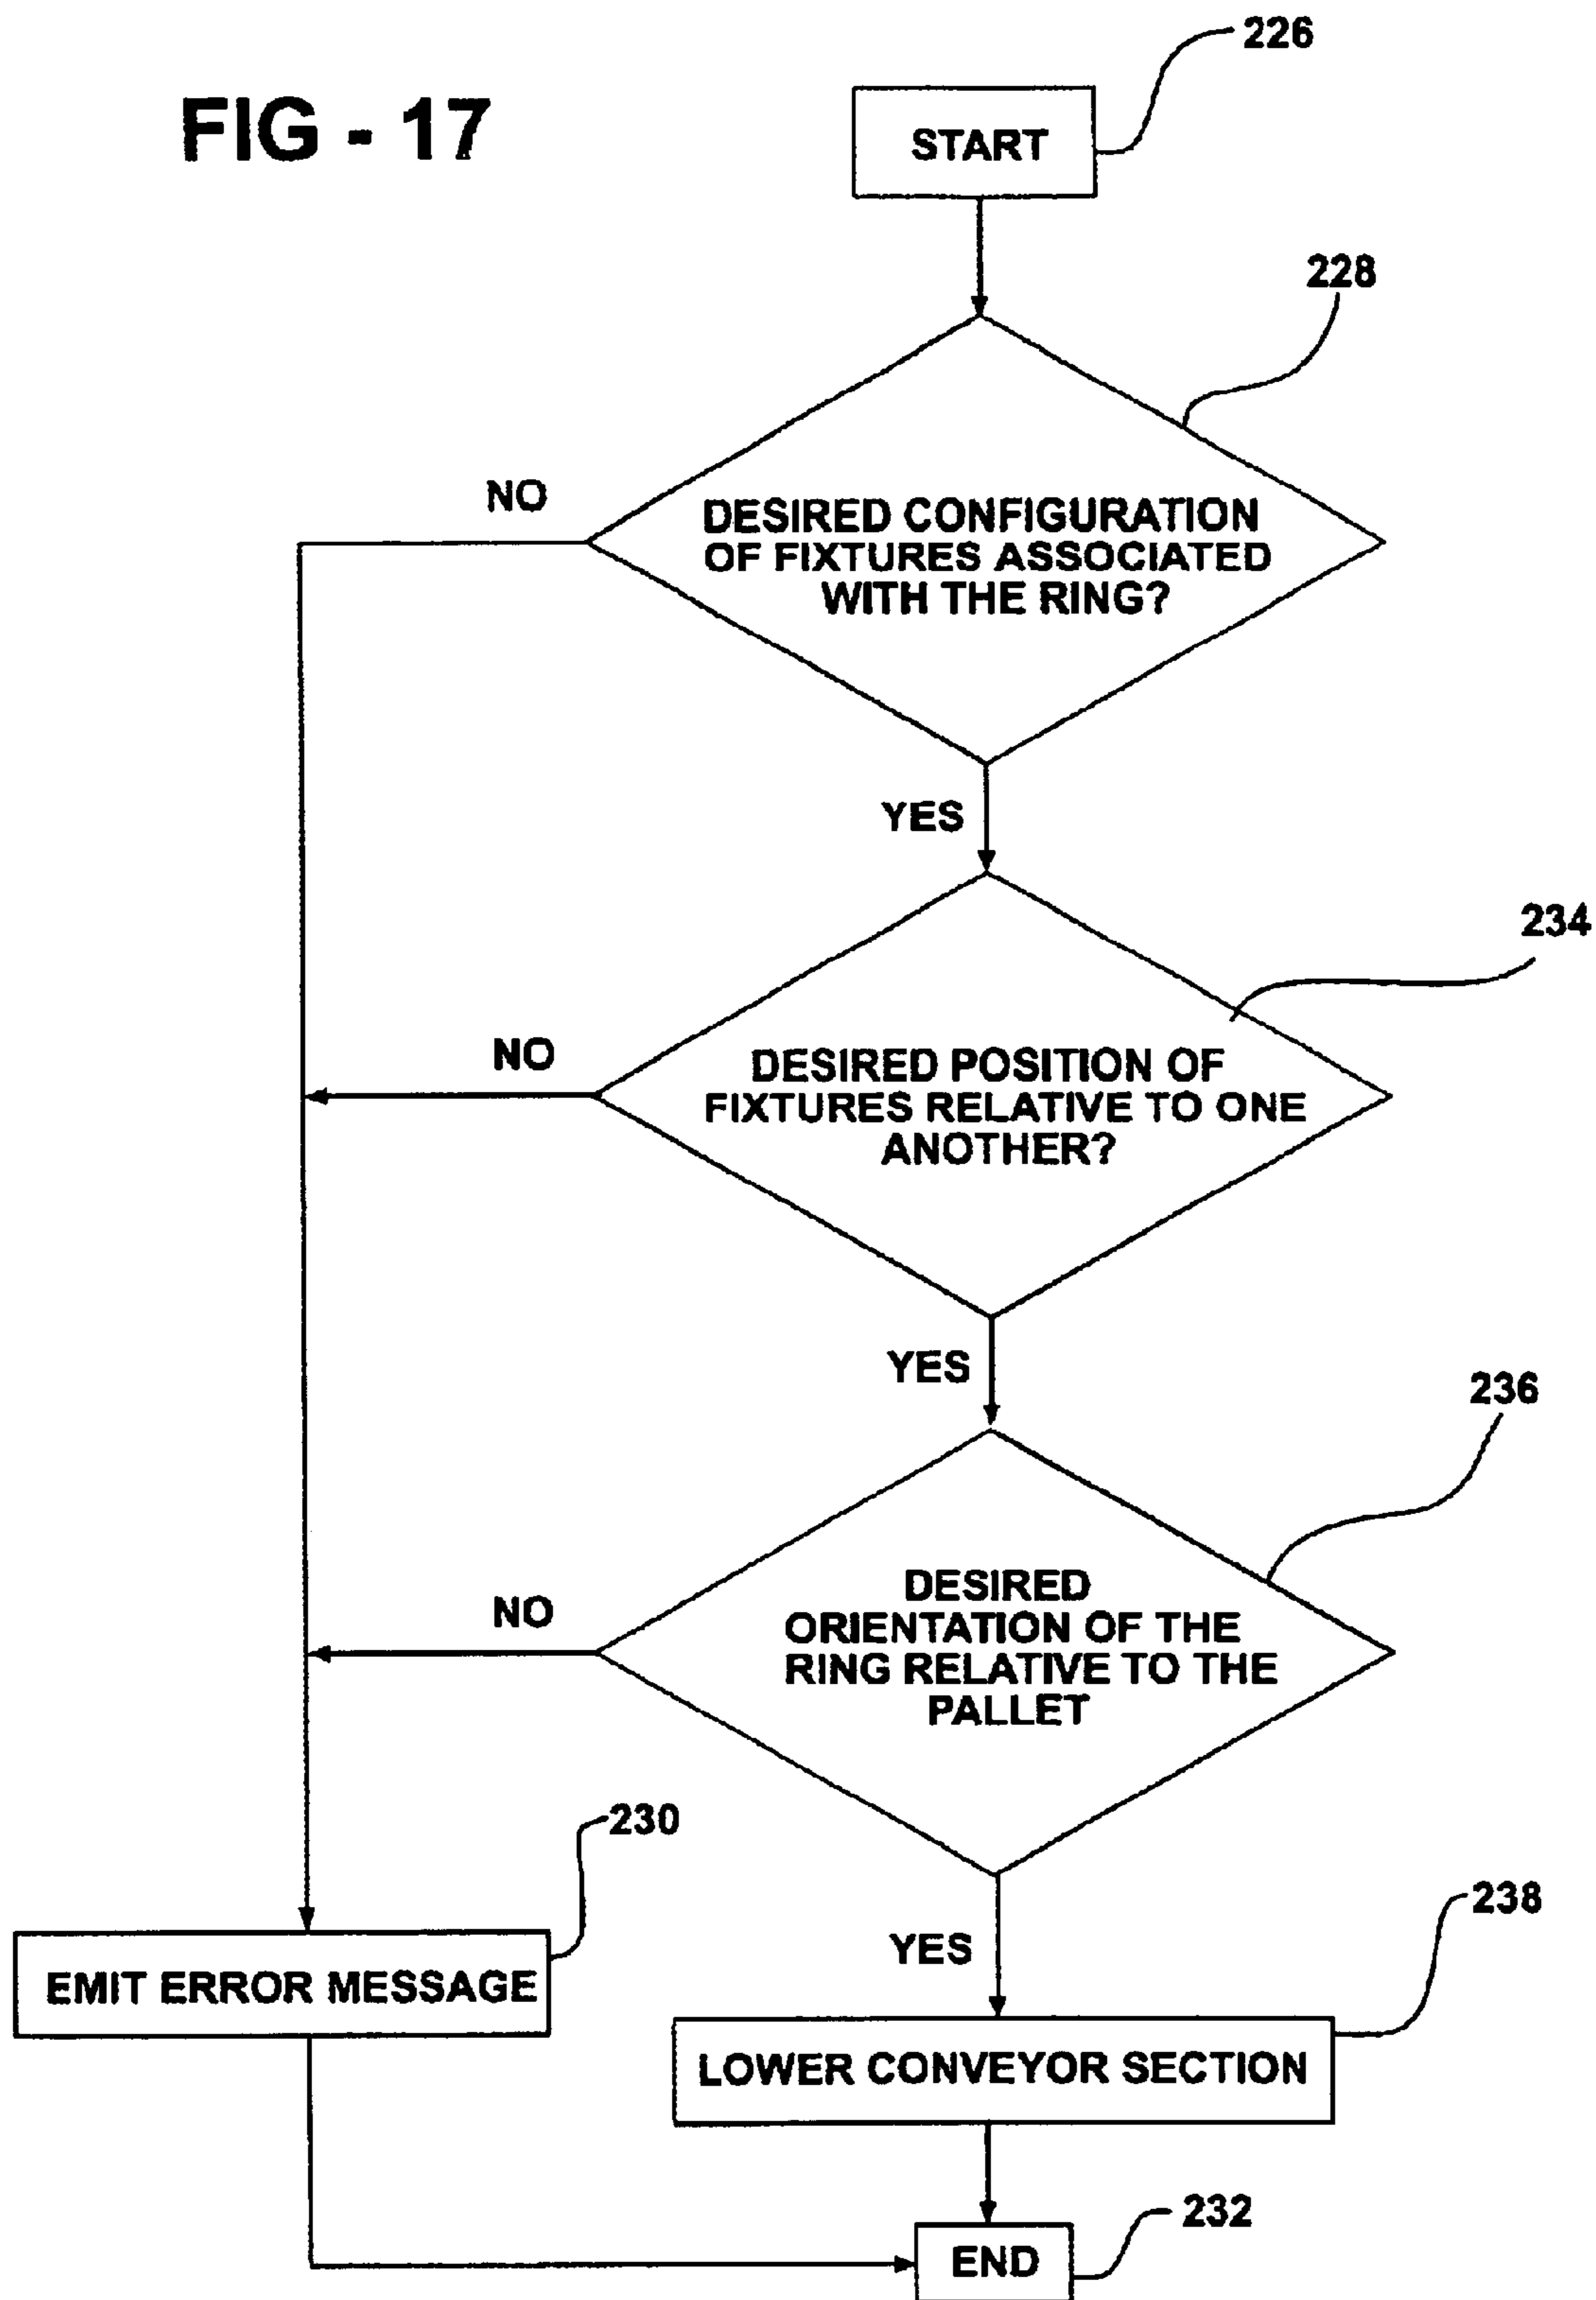 226
FIG - 17
START
228
NO
DESIRED CONFIGURATION
OF FIXTURES ASSOCIATED
WITH THE RING?
YES
234
NO
DESIRED POSITION OF
FIXTURES RELATIVE TO ONE
ANOTHER?
YES
236
NO
DESIRED
ORIENTATION OF THE
RING RELATIVE TO THE
PALLET
230
238
YES
EMIT ERROR MESSAGE
LOWER CONVEYOR SECTION
232
END